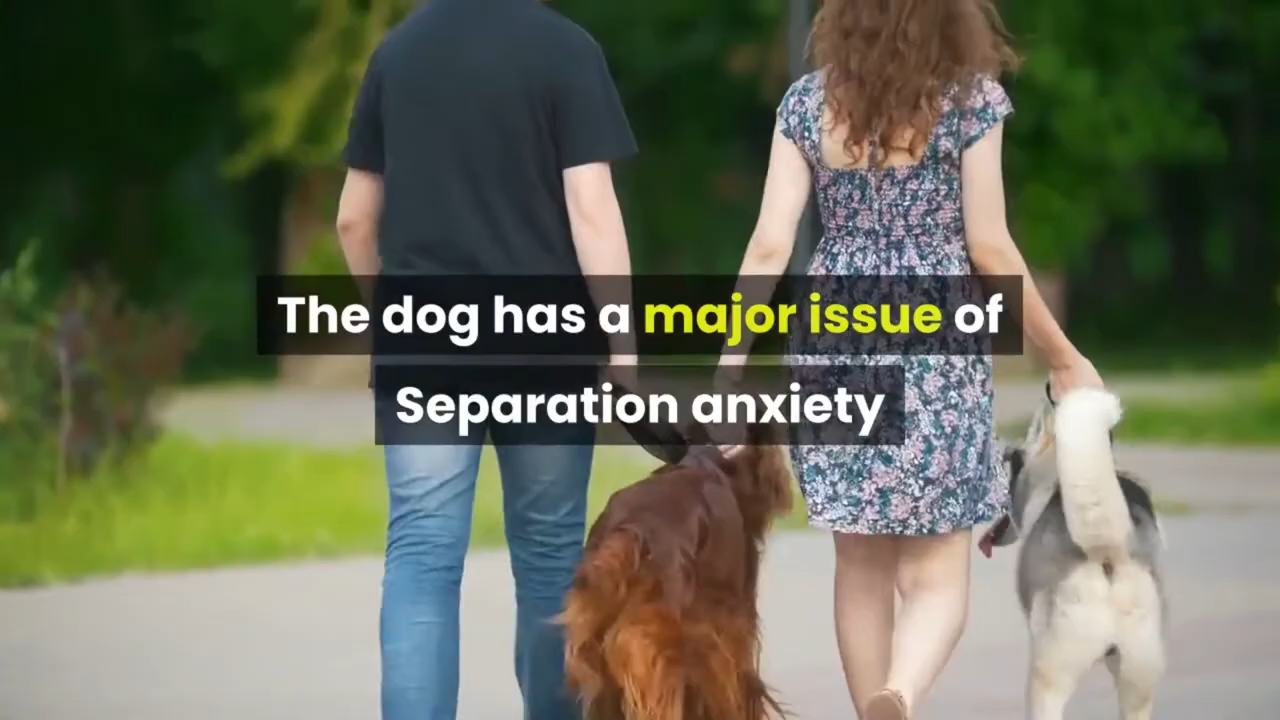 The dog has a major issue of
Separation anxiety